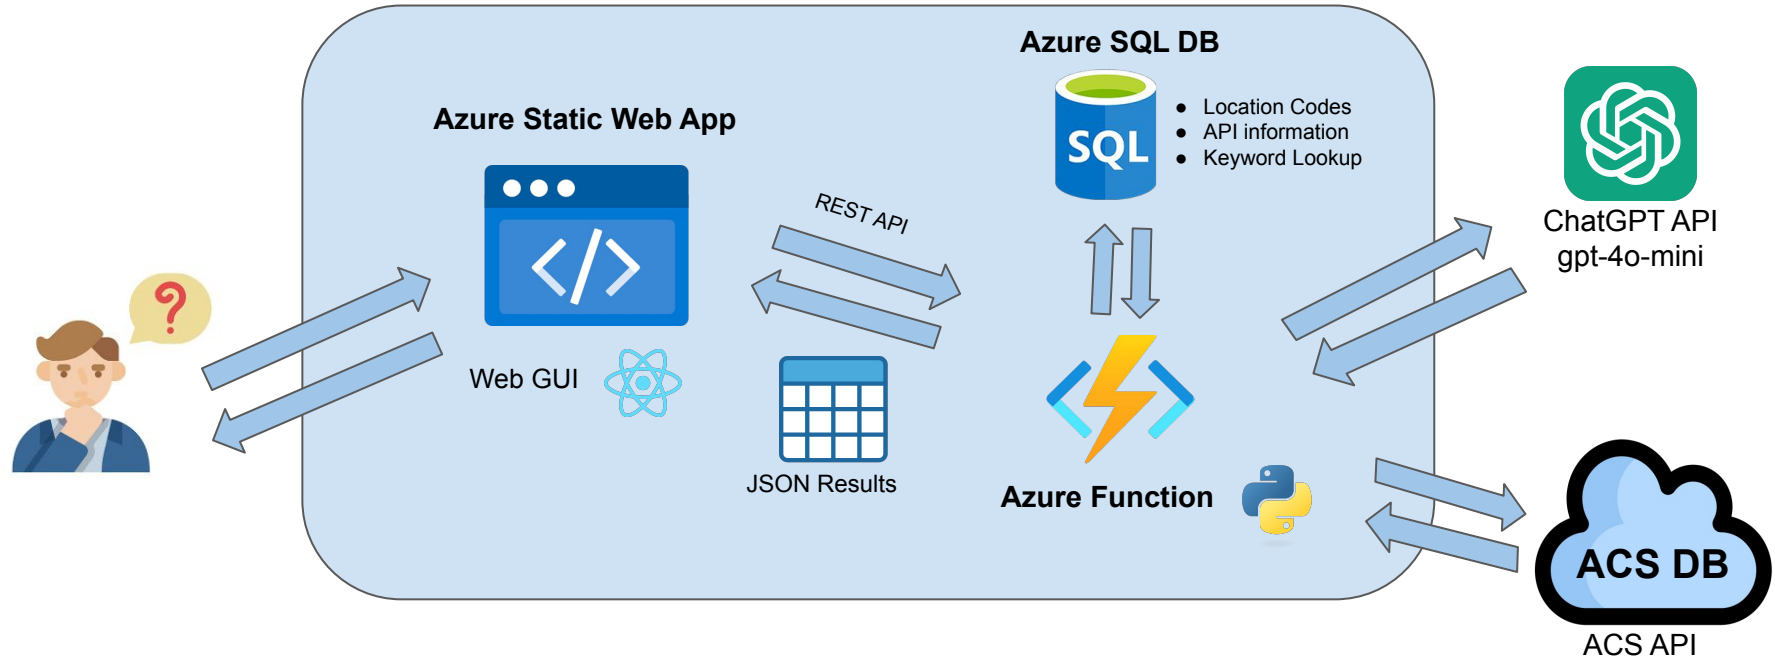 Azure SQL DB
SQL
● Location Codes
● API information
● Keyword Lookup
Azure Static Web App
</>
Web GUI
REST API
JSON Results
Azure Function
?
ChatGPT API
gpt-4o-mini
ACS DB
ACS API